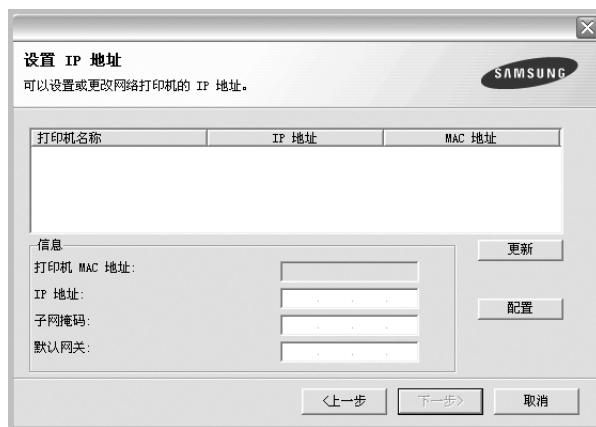 设置 IP 地址
可以设置或更改网络打印机的 IP 地址。
SAMSUNG
打印机名称 IP 地址 MAC 地址
信息
更新
打印机 MAC 地址:
IP 地址:
配置
子网掩码:
默认网关:
<上一步 下一步> 取消